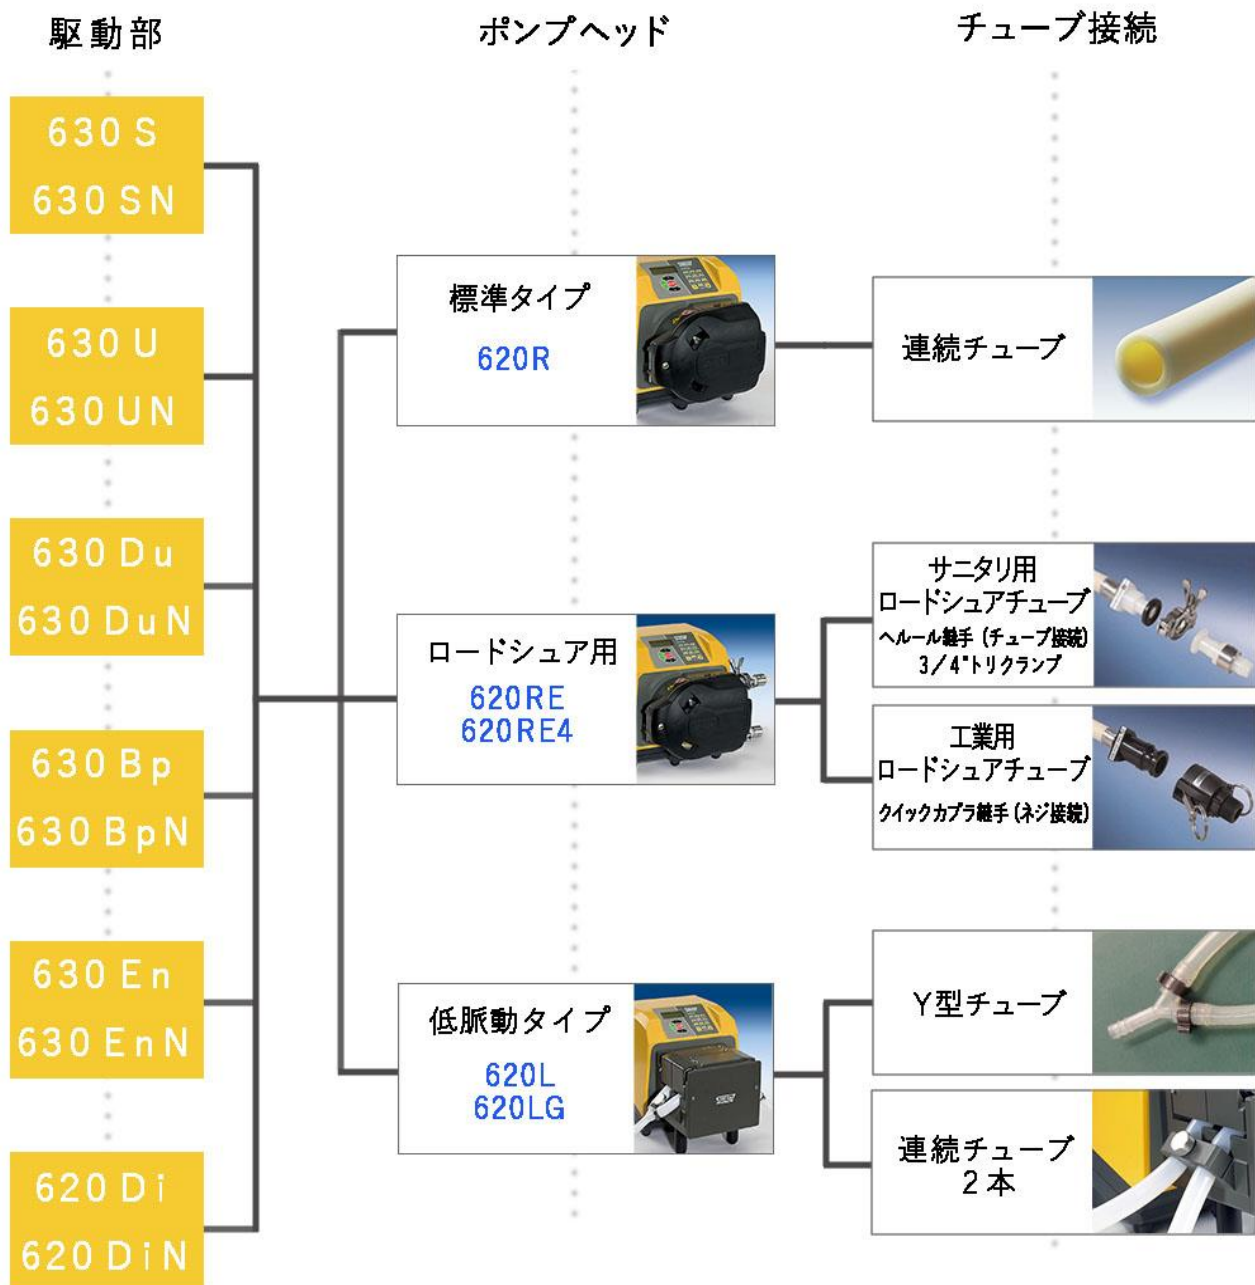 駆動部
ポンプヘッド
チューブ接続
630 S
630 SN
630 U
630 UN
630 Du
630 DuN
630 Bp
630 BpN
630 En
630 EnN
620 Di
620 DiN
標準タイプ
620R
ロードシュア用
620RE
620RE4
低脈動タイプ
620L
620LG
連続チューブ
サニタリ用
ロードシュアチューブ
ヘルール継手（チューブ接続）
3／4"トリクランプ
工業用
ロードシュアチューブ
クイックカプラ継手（ネジ接続）
Y型チューブ
連続チューブ
2本